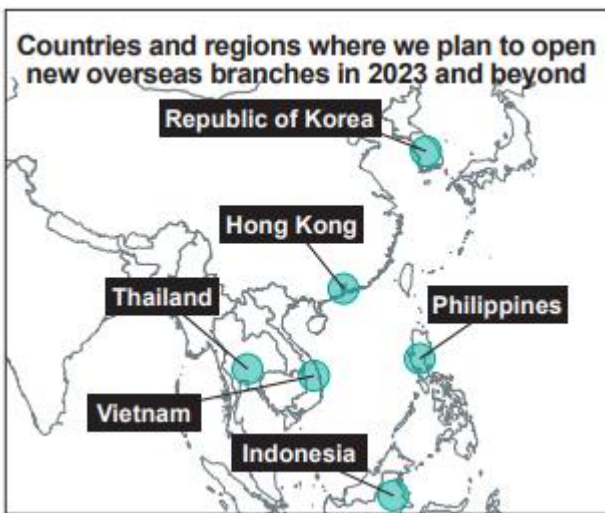 Countries and regions where we plan to open
new overseas branches in 2023 and beyond
Republic of Korea
Hong Kong
Thailand
Philippines
Vietnam
Indonesia